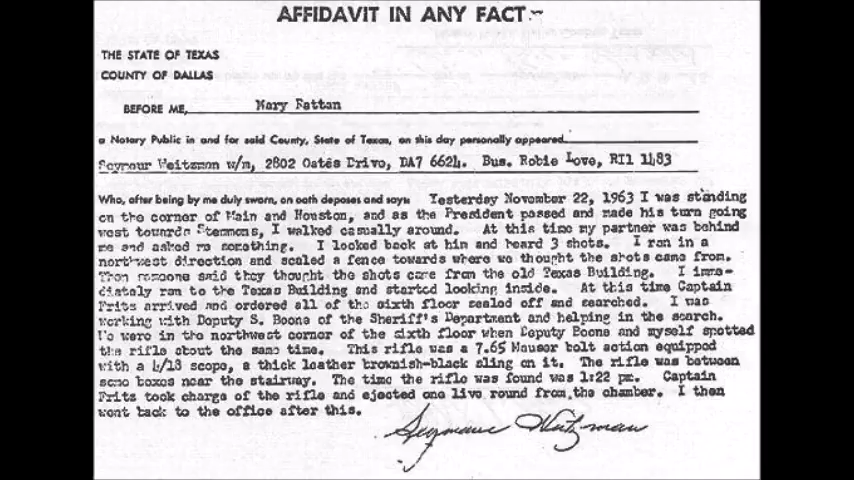 AFFIDAVIT IN ANY FACT
THE STATE OF TEXAS
COUNTY OF DALLAS
BEFORE ME, Mary Rattan
a Notary Public in and for said County, State of Texas, on this day personally appeared
Seymour Weitzman w/m, 2802 Oates Drive, DA7 6624. Bus. Robie Love, RI1 1483
Who, after being by me duly sworn, on oath deposes and says: Yesterday November 22, 1963 I was standing
on the corner of Main and Houston, and as the President passed and made his turn going
west towards Stemmons, I walked casually around. At this time my partner was behind
me and asked me something. I looked back at him and heard 3 shots. I ran in a
northwest direction and scaled a fence towards where we thought the shots came from.
Then someone said they thought the shots came from the old Texas Building. I imme-
diately ran to the Texas Building and started looking inside. At this time Captain
Fritz arrived and ordered all of the sixth floor sealed off and searched. I was
working with Deputy S. Boone of the Sheriff's Department and helping in the search.
We were in the northwest corner of the sixth floor when Deputy Boone and myself spotted
the rifle about the same time. This rifle was a 7.65 Mauser bolt action equipped
with a 4/18 scope, a thick leather brownish-black sling on it. The rifle was between
some boxes near the stairway. The time the rifle was found was 1:22 pm. Captain
Fritz took charge of the rifle and ejected one live round from the chamber. I then
went back to the office after this.
Seymour Weitzman